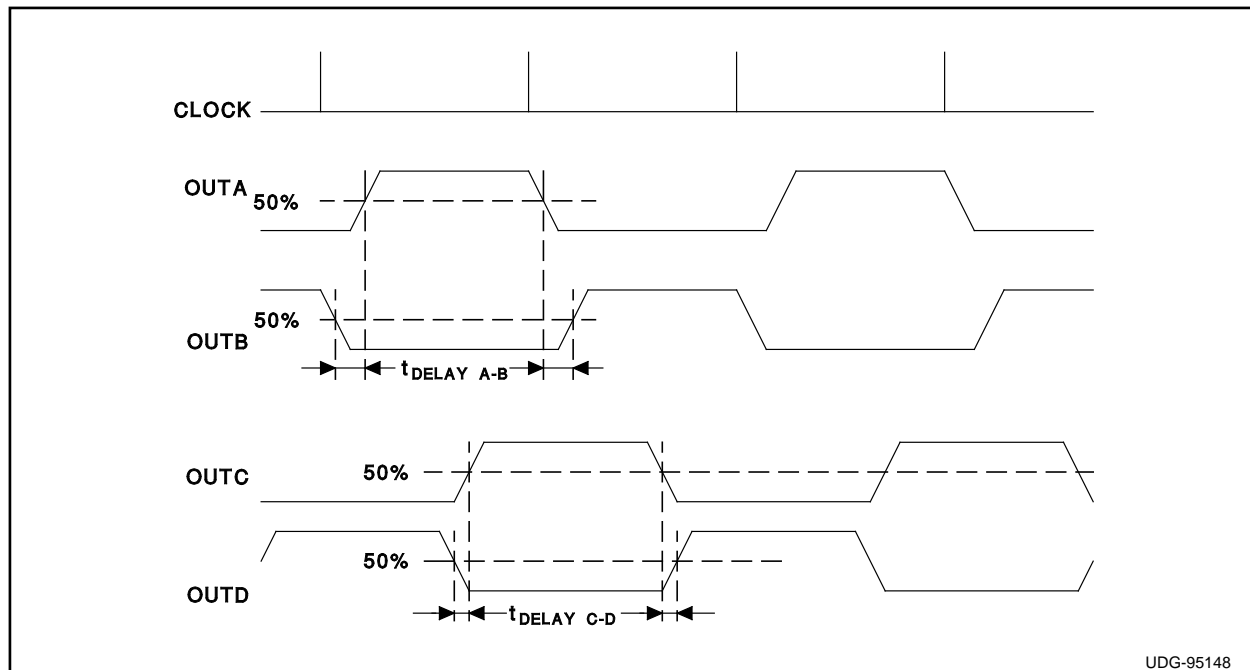 CLOCK
OUTA
50%
50%
OUTB
tDELAY A-B
OUTC
50%
50%
OUTD
tDELAY C-D
UDG-95148